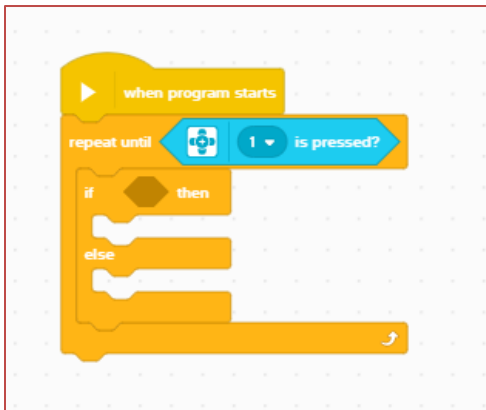 when program starts
repeat until 1 is pressed?
if then
else